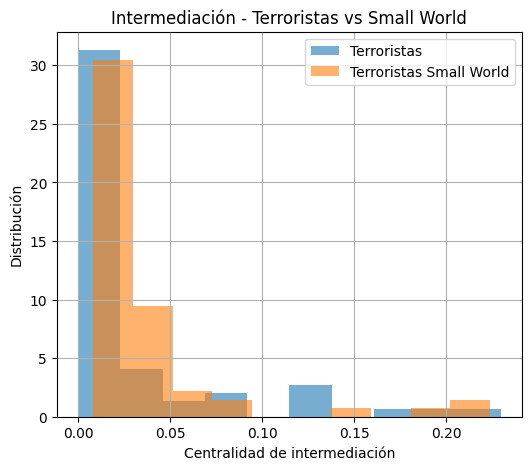 Intermediación - Terroristas vs Small World
Terroristas
Terroristas Small World
Distribución
30
25
20
15
10
5
0
0.00 0.05 0.10 0.15 0.20
Centralidad de intermediación